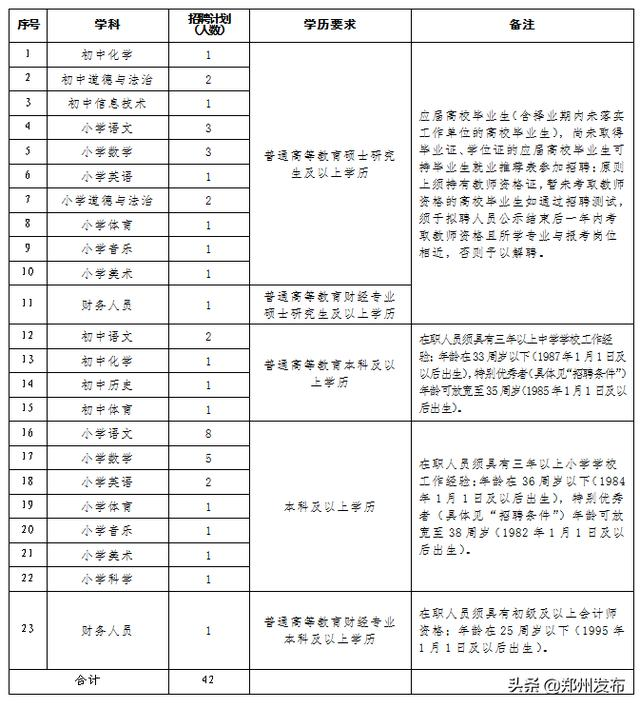 序号 学科 招聘计划(人数) 学历要求 备注
1 初中化学 1
2 初中道德与法治 2
3 初中信息技术 1
4 小学语文 3
5 小学数学 3
6 小学英语 1
7 小学道德与法治 2
8 小学体育 1
9 小学音乐 1
10 小学美术 1
普通高等教育硕士研究
生及以上学历
11 财务人员 1
普通高等教育财经专业
硕士研究生及以上学历
应届高校毕业生(含择业期内未落实
工作单位的高校毕业生),尚未取得
毕业证、学位证的应届高校毕业生可
持毕业生就业推荐表参加招聘;原则
上须持有教师资格证,暂未考取教师
资格的高校毕业生如通过招聘测试,
须于拟聘人员公示结束后一年内考
取教师资格且所学专业与报考岗位
相近,否则予以解聘。
12 初中语文 2
13 初中化学 1
14 初中历史 1
15 初中体育 1
普通高等教育本科及以
上学历
在职人员须具有三年以上中学学校工作经
验;年龄在33周岁以下(1987年1月1日及
以后出生),特别优秀者(具体见“招聘条件”)
年龄可放宽至35周岁(1985年1月1日及以
后出生)。
16 小学语文 8
17 小学数学 5
18 小学英语 2
19 小学体育 1
20 小学音乐 1
21 小学美术 1
22 小学科学 1
本科及以上学历
在职人员须具有三年以上小学学校
工作经验;年龄在36周岁以下(1984
年1月1日及以后出生),特别优秀
者(具体见“招聘条件”)年龄可放
宽至38周岁(1982年1月1日及以
后出生)。
23 财务人员 1
普通高等教育财经专业
本科及以上学历
在职人员须具有初级及以上会计师
资格;年龄在25周岁以下(1995年
1月1日及以后出生)。
合计 42
头条@郑州发布